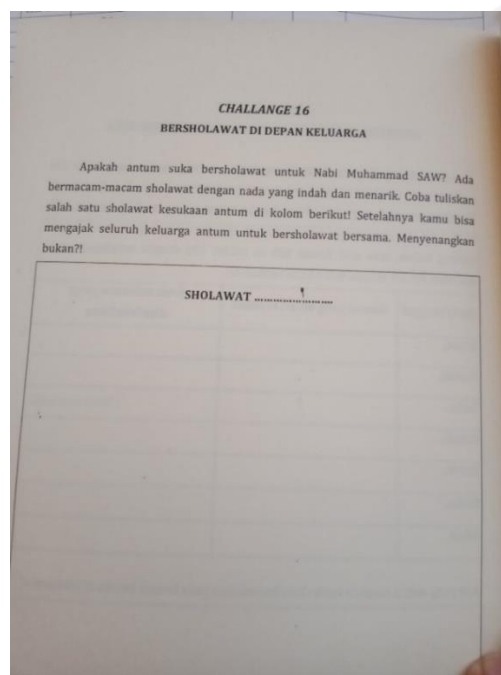 CHALLANGE 16
BERSHOLAWAT DI DEPAN KELUARGA
Apakah antum suka bersholawat untuk Nabi Muhammad SAW? Ada
bermacam-macam sholawat dengan nada yang indah dan menarik. Coba tuliskan
salah satu sholawat kesukaan antum di kolom berikut! Setelahnya kamu bisa
mengajak seluruh keluarga antum untuk bersholawat bersama. Menyenangkan
bukan?!
SHOLAWAT ..........................